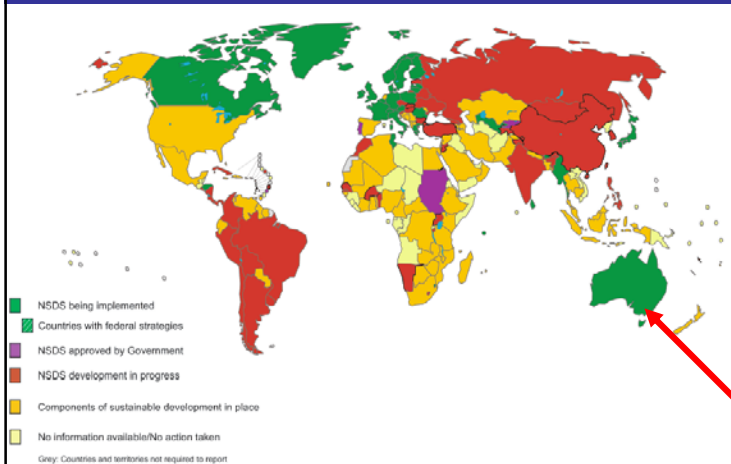 NSDS being implemented
Countries with federal strategies
NSDS approved by Government
NSDS development in progress
Components of sustainable development in place
No information available/No action taken
Grey: Countries and territories not required to report